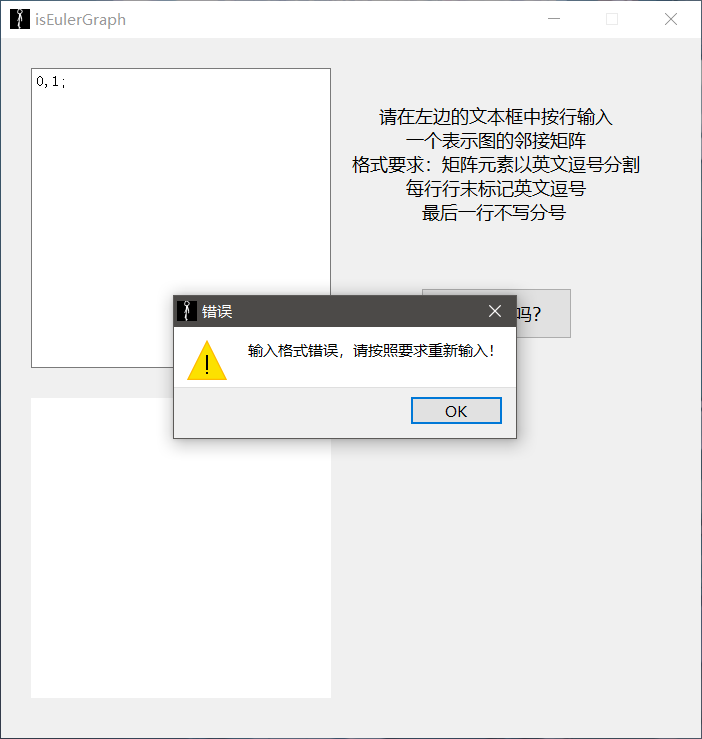 isEulerGraph
0,1;
请在左边的文本框中按行输入
一个表示图的邻接矩阵
格式要求：矩阵元素以英文逗号分割
每行行末标记英文逗号
最后一行不写分号
吗?
错误
输入格式错误，请按照要求重新输入！
OK